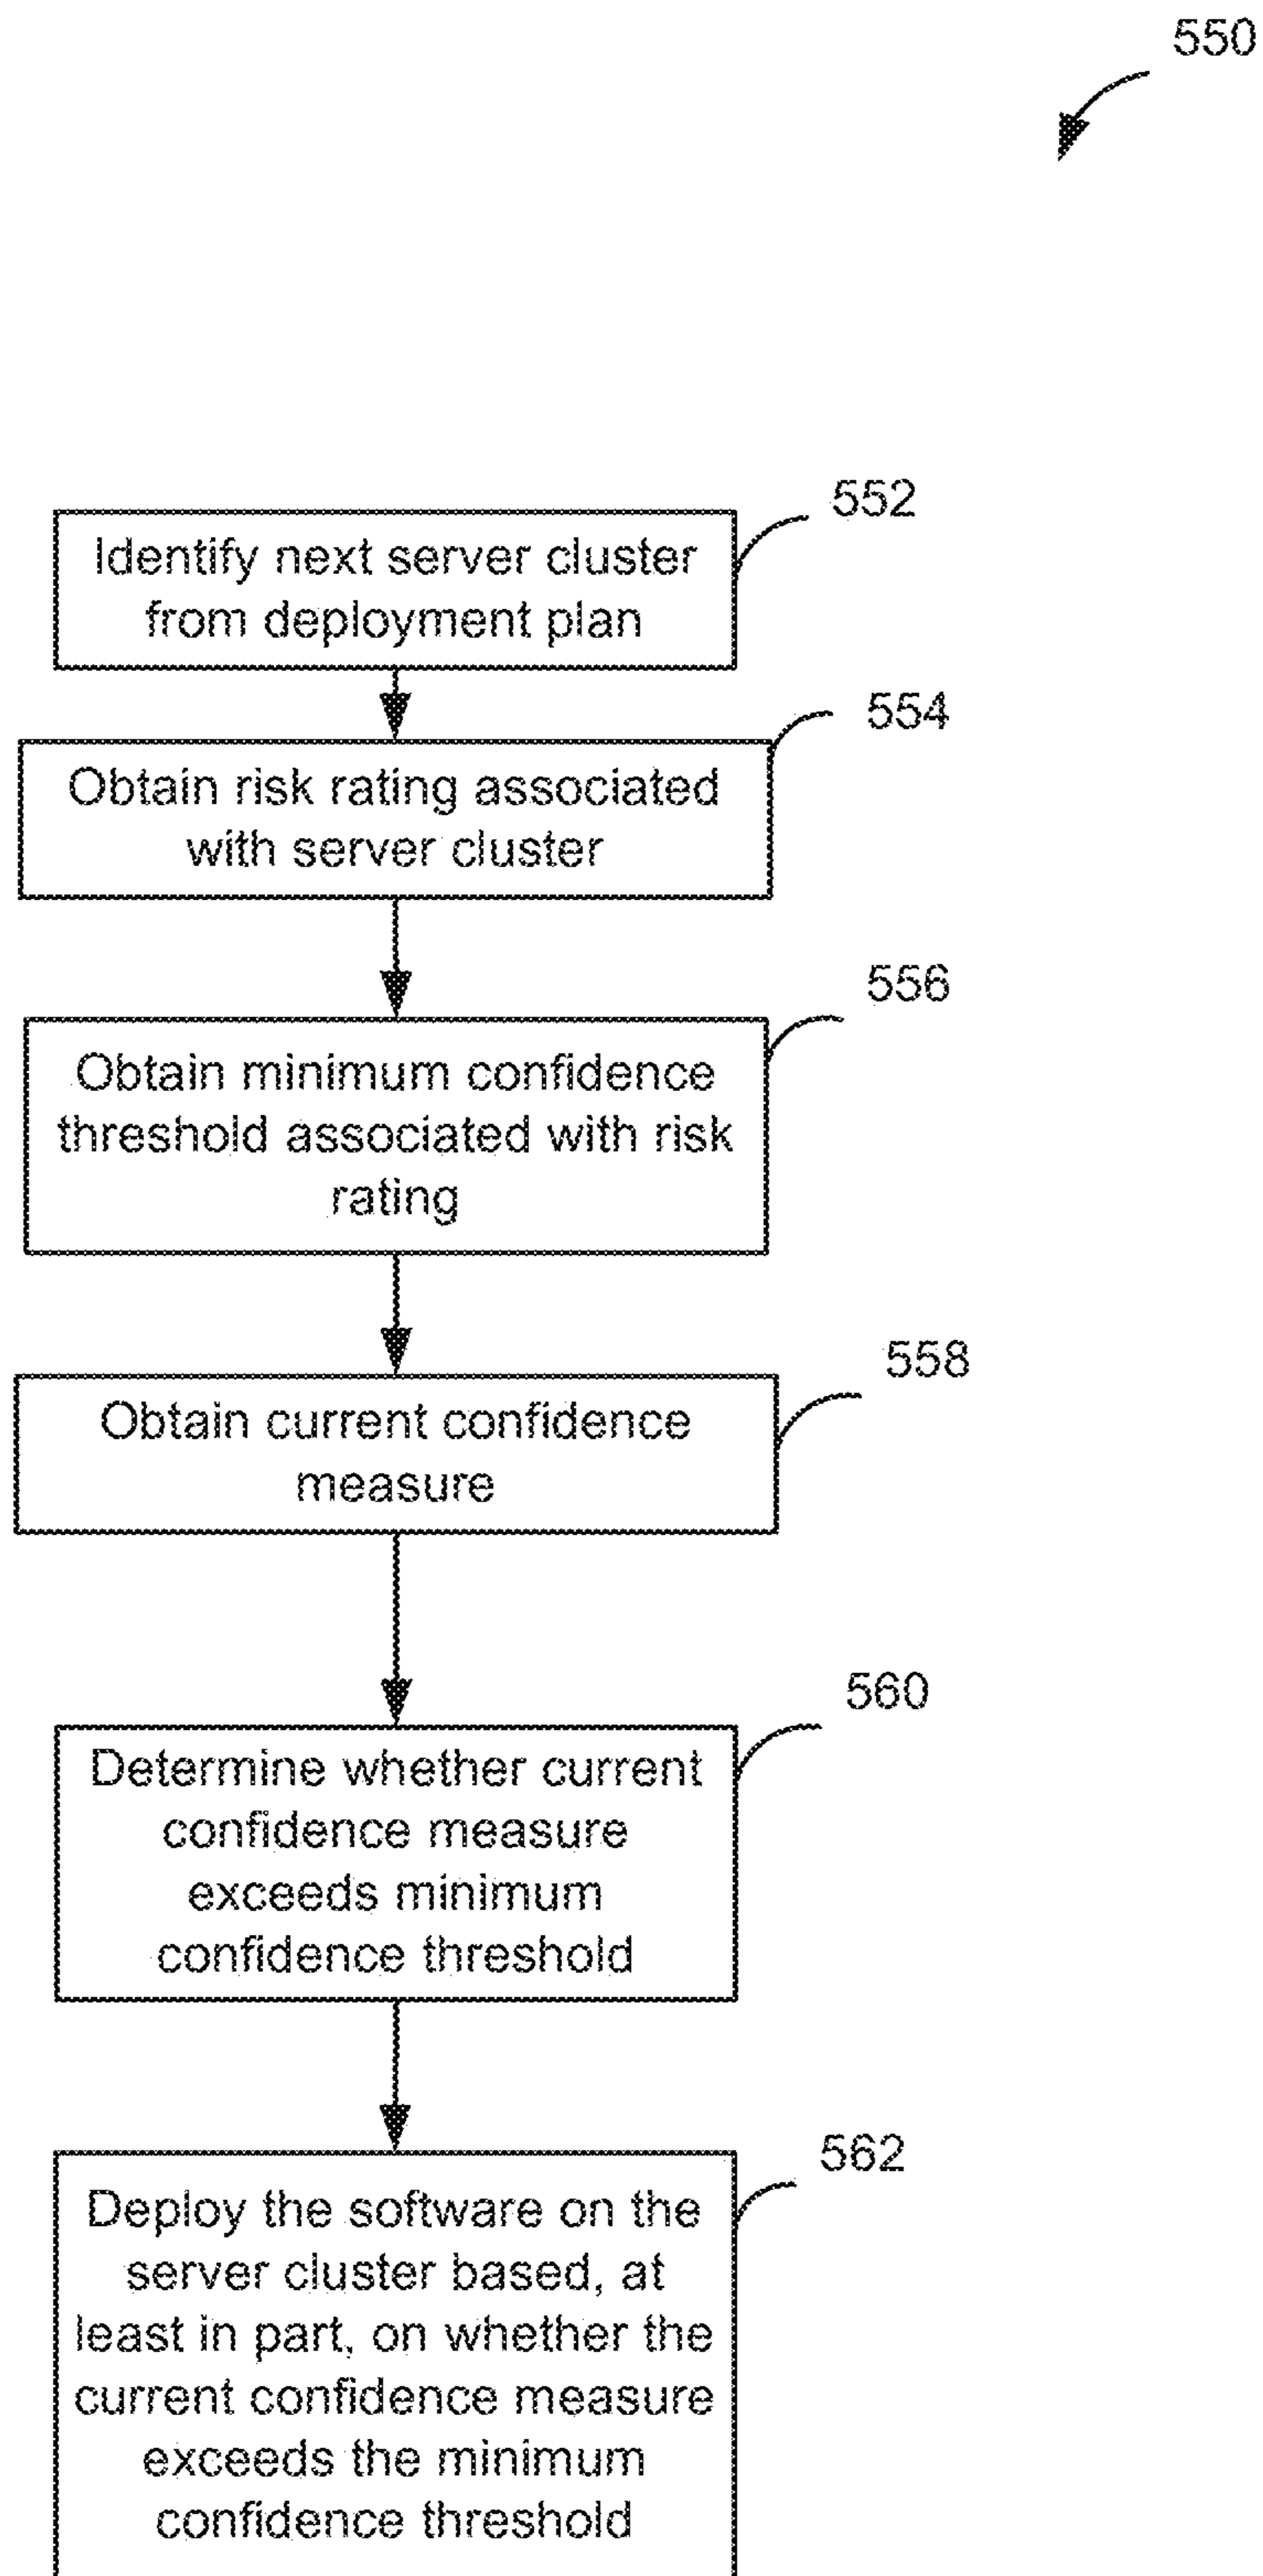 550
552
Identify next server cluster
from deployment plan
554
Obtain risk rating associated
with server cluster
556
Obtain minimum confidence
threshold associated with risk
rating
558
Obtain current confidence
measure
560
Determine whether current
confidence measure
exceeds minimum
confidence threshold
562
Deploy the software on the
server cluster based, at
least in part, on whether the
current confidence measure
exceeds the minimum
confidence threshold